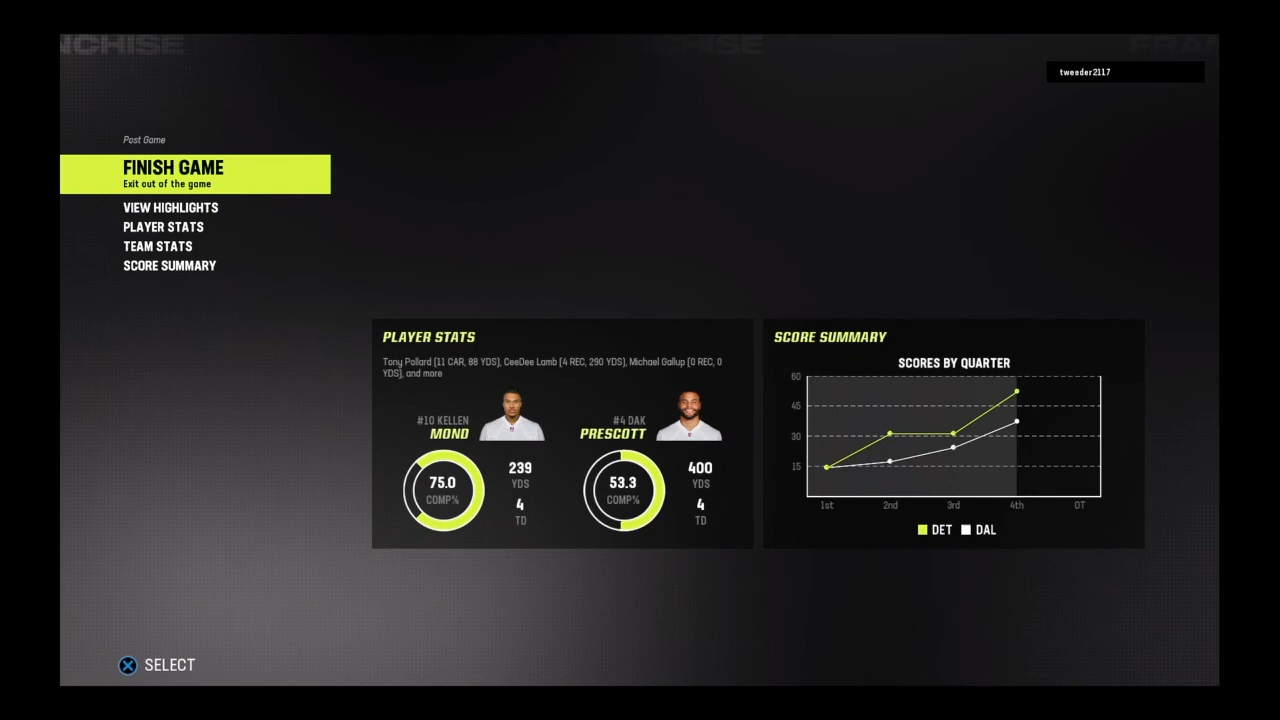 NCHISE
CHISE
FRA
tweeder2117
Post Game
FINISH GAME
Exit out of the game
VIEW HIGHLIGHTS
PLAYER STATS
TEAM STATS
SCORE SUMMARY
PLAYER STATS
Tony Pollard (11 CAR, 88 YDS), CeeDee Lamb (4 REC, 290 YDS), Michael Gallup (0 REC, 0
YDS), and more
#10 KELLEN
MOND
75.0
COMP%
239
YDS
4
TD
#4 DAK
PRESCOTT
53.3
COMP%
400
YDS
4
TD
SCORE SUMMARY
SCORES BY QUARTER
60
45
30
15
1st 2nd 3rd 4th OT
DET DAL
SELECT